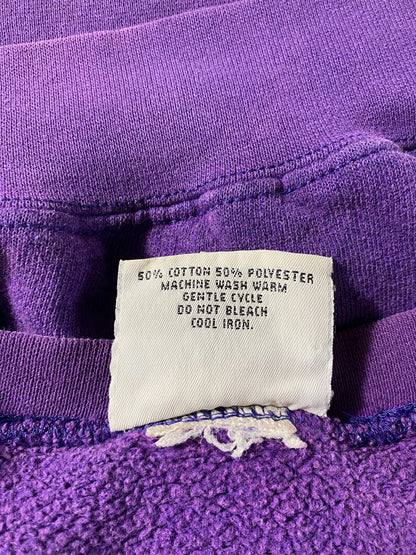 50% COTTON 50% POLYESTER
MACHINE WASH WARM
GENTLE CYCLE
DO NOT BLEACH
COOL IRON.